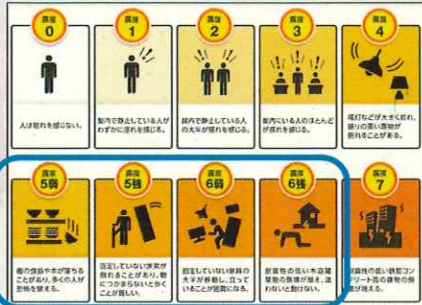 震度
0
震度
1
震度
2
震度
3
震度
4
人は揺れを感じない。
屋内で静止している人が
わずかに揺れを感じる。
屋内で静止している人
の大半が揺れを感じる。
屋内にいる人のほとんど
が揺れを感じる。
電灯などが大きく揺れ、
座りの悪い置物が
倒れることがある。
震度
5弱
震度
5強
震度
6弱
震度
6強
震度
7
棚の食器や本が落ちる
ことがあり、多くの人が
恐怖を覚える。
固定していない家具が
倒れることがあり、物
につかまらないと歩く
ことが難しい。
固定していない家具の
大半が移動し、立って
いることが困難になる。
耐震性の低い木造建
築物の倒壊が増え、這
わないと動けない。
耐震性の低い鉄筋コン
クリート造の建物の倒
壊が増える。